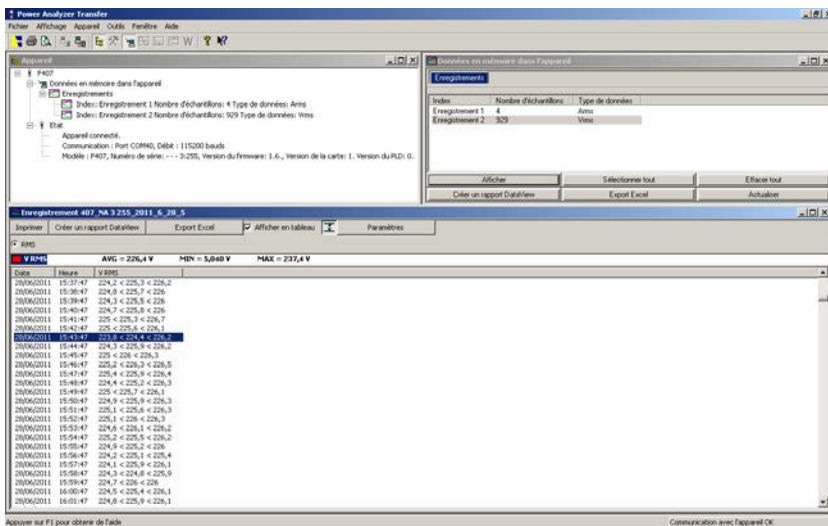 Power Analyzer Transfer
Fichier Affichage Appareil Outils Fenêtre Aide
Appareil
F407
Données en mémoire dans l'appareil
Enregistrements
Index: Enregistrement 1 Nombre d'échantillons: 4 Type de données: Arms
Index: Enregistrement 2 Nombre d'échantillons: 929 Type de données: Vrms
Etat
Appareil connecté.
Communication : Port COM40, Débit : 115200 bauds
Modèle : F407, Numéro de série: - - - 3:255, Version du firmware: 1.6., Version de la carte: 1. Version du PLD: 0.
Données en mémoire dans l'appareil
Enregistrements
Index Nombre d'échantillons Type de données
Enregistrement 1 4 Arms
Enregistrement 2 929 Vrms
Afficher Sélectionner tout Effacer tout
Créer un rapport DataView Export Excel Actualiser
Enregistrement 407_NA 3 255_2011_6_20_5
Imprimer Créer un rapport DataView Export Excel Afficher en tableau Paramètres
RMS
V RMS AVG = 226,4 V MIN = 5,040 V MAX = 237,4 V
Date Heure V RMS
28/06/2011 15:37:47 224,2 < 225,3 < 226,2
28/06/2011 15:38:47 224,8 < 225,7 < 226
28/06/2011 15:39:47 224,3 < 225,5 < 226
28/06/2011 15:40:47 224,7 < 225,8 < 226
28/06/2011 15:41:47 225 < 225,3 < 226,7
28/06/2011 15:42:47 225 < 225,6 < 226,1
28/06/2011 15:43:47 223,8 < 224,4 < 226,2
28/06/2011 15:44:47 224,3 < 225,9 < 226,2
28/06/2011 15:45:47 225 < 226 < 226,3
28/06/2011 15:46:47 225,2 < 226,3 < 226,5
28/06/2011 15:47:47 225,4 < 225,9 < 226,4
28/06/2011 15:48:47 224,4 < 225,2 < 226,3
28/06/2011 15:49:47 225 < 225,7 < 226,1
28/06/2011 15:50:47 224,9 < 225,9 < 226,3
28/06/2011 15:51:47 225,1 < 225,6 < 226,3
28/06/2011 15:52:47 225,1 < 226 < 226,3
28/06/2011 15:53:47 224,6 < 226,1 < 226,2
28/06/2011 15:54:47 225,2 < 225,5 < 226,2
28/06/2011 15:55:47 224,9 < 225,2 < 226
28/06/2011 15:56:47 224,2 < 225,1 < 225,4
28/06/2011 15:57:47 224,1 < 225,9 < 226,1
28/06/2011 15:58:47 224,3 < 224,8 < 225,9
28/06/2011 15:59:47 224,7 < 226 < 226
28/06/2011 16:00:47 224,5 < 225,4 < 226,1
28/06/2011 16:01:47 224,8 < 225,9 < 226,1
Appuyer sur F1 pour obtenir de l'aide Communication avec l'appareil OK